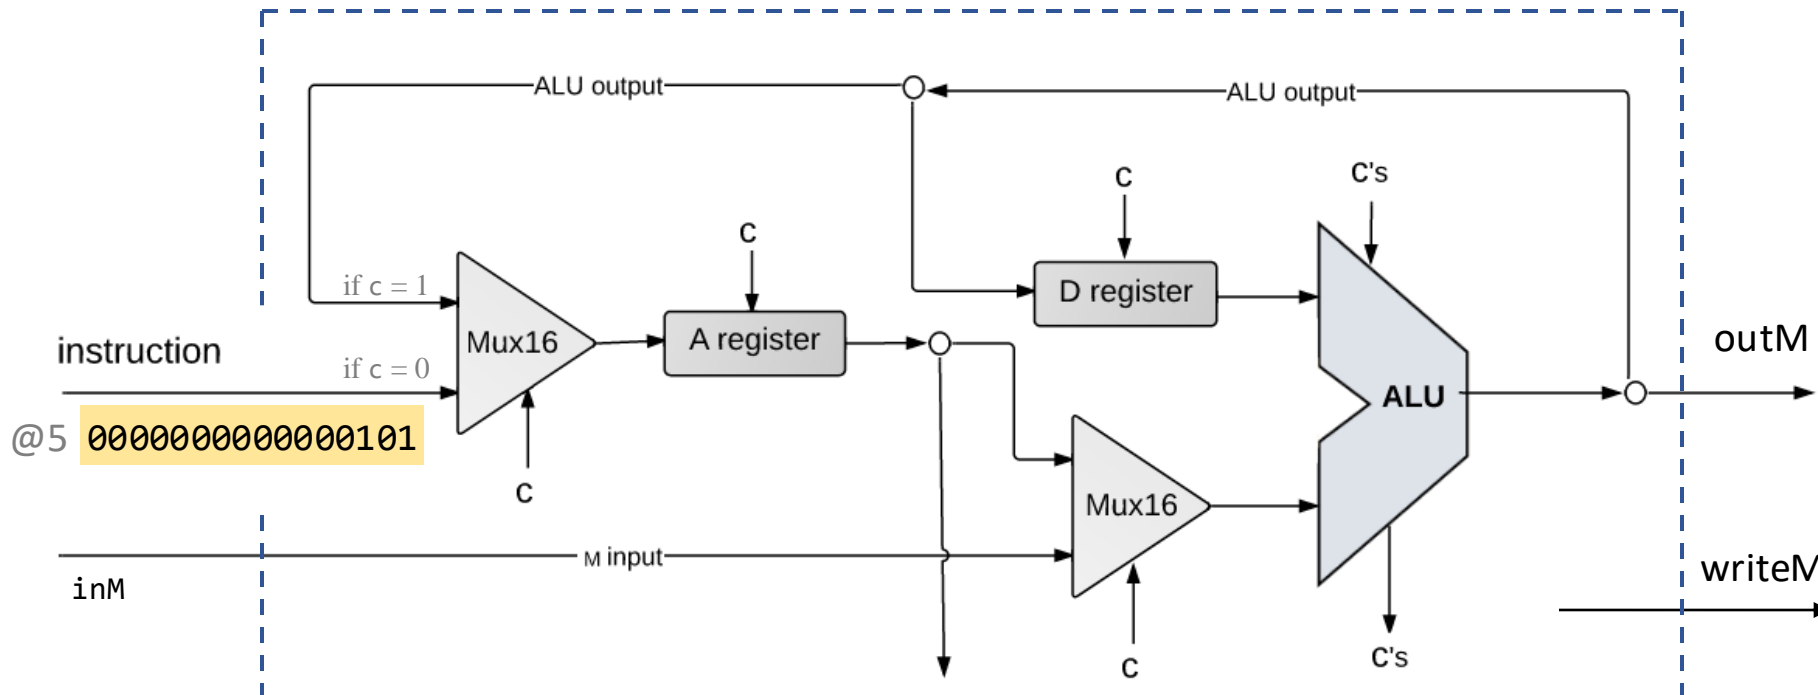 ALU output
ALU output
c
c's
c
if c = 1
D register
instruction
Mux16
A register
outM
if c = 0
ALU
@5 0000000000000101
c
Mux16
M input
writeM
inM
c
c's